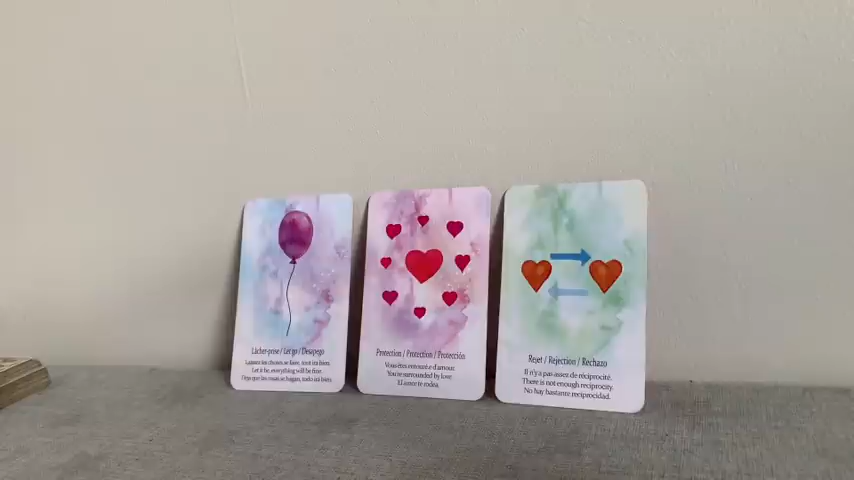 Lâcher-prise / Let go / Desapego
Laissez les choses se faire, tout ira bien.
Let it be, everything will be fine.
Deja que las cosas se hagan, todo irá bien.
Protection / Protection / Protección
Vous êtes entouré.e d'amour.
You're surrounded by love
El amor te rodea.
Rejet / Rejection / Rechazo
Il n'y a pas assez de réciprocité.
There is not enough reciprocity.
No hay bastante reciprocidad.